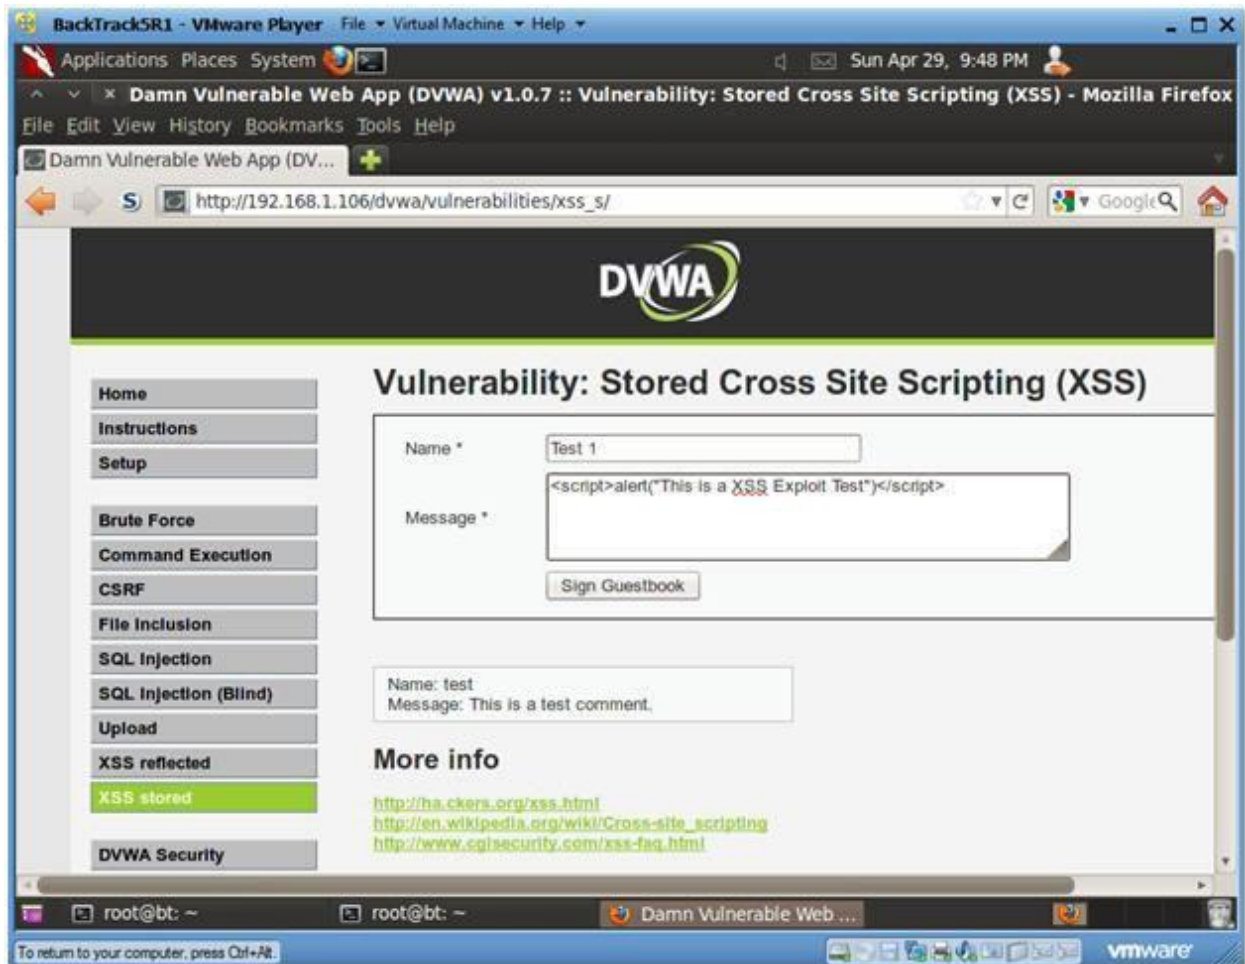 BackTrack5R1 - VMware Player File Virtual Machine Help
Applications Places System Sun Apr 29, 9:48 PM
Damn Vulnerable Web App (DVWA) v1.0.7 :: Vulnerability: Stored Cross Site Scripting (XSS) - Mozilla Firefox
File Edit View History Bookmarks Tools Help
Damn Vulnerable Web App (DV...
http://192.168.1.106/dvwa/vulnerabilities/xss_s/ Google
DVWA
Vulnerability: Stored Cross Site Scripting (XSS)
Home
Instructions
Setup
Brute Force
Command Execution
CSRF
File Inclusion
SQL Injection
SQL Injection (Blind)
Upload
XSS reflected
XSS stored
DVWA Security
Name * Test 1
Message * <script>alert("This is a XSS Exploit Test")</script>
Sign Guestbook
Name: test
Message: This is a test comment.
More info
http://ha.ckers.org/xss.html
http://en.wikipedia.org/wiki/Cross-site_scripting
http://www.cgisecurity.com/xss-faq.html
root@bt: ~ root@bt: ~ Damn Vulnerable Web ...
To return to your computer, press Ctrl+Alt. vmware